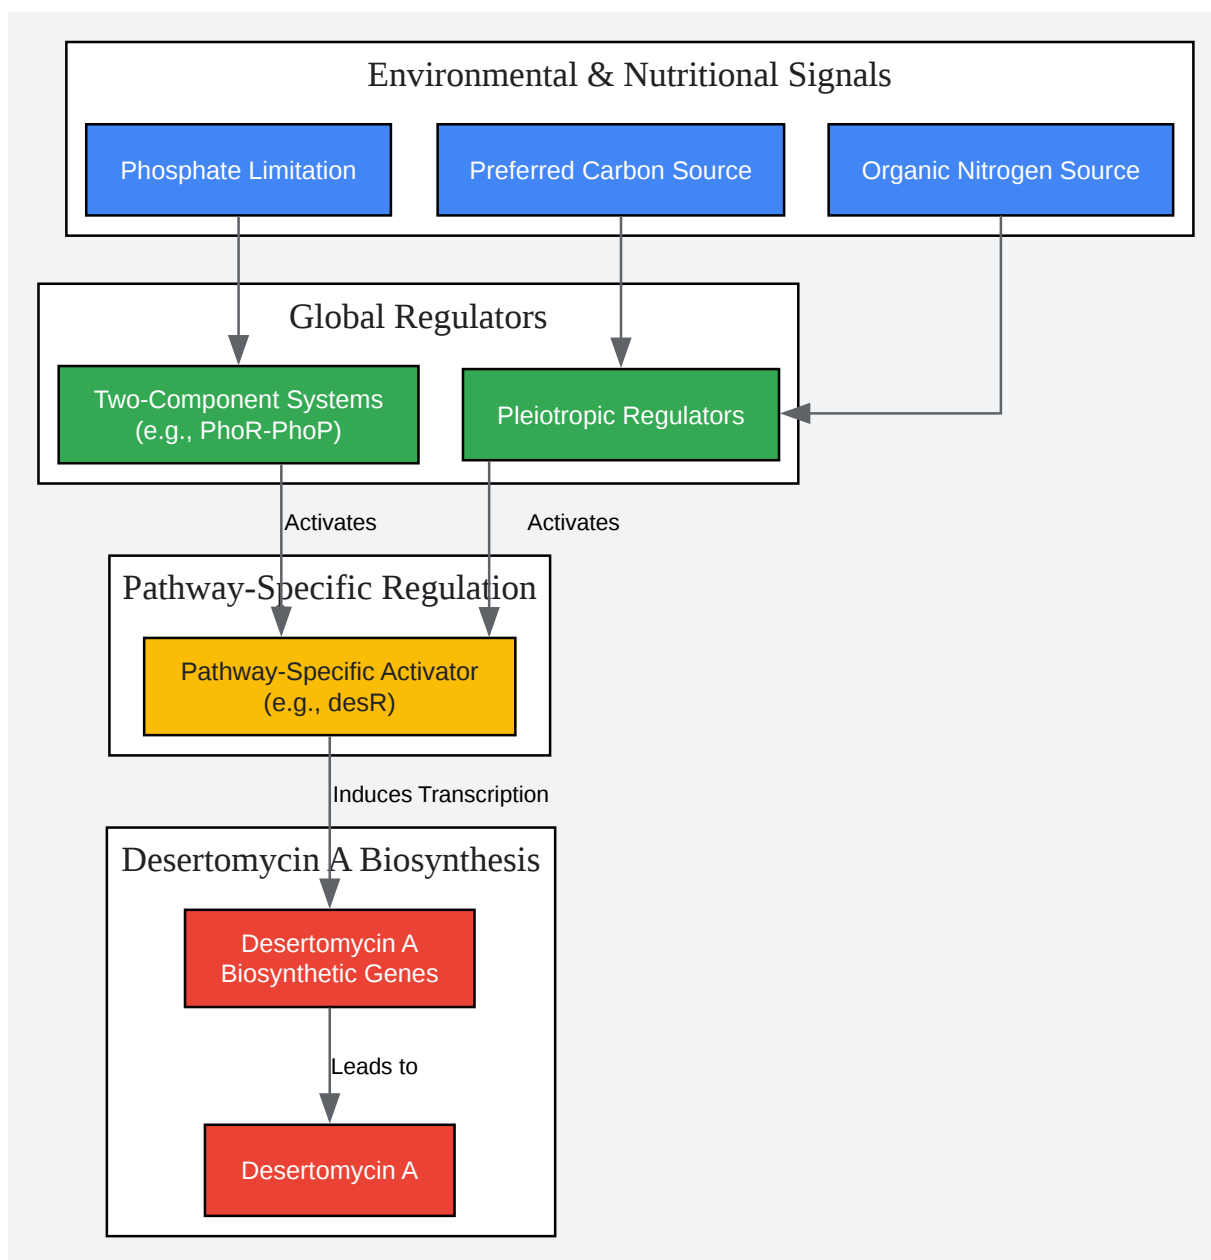 Environmental & Nutritional Signals
Phosphate Limitation
Preferred Carbon Source
Organic Nitrogen Source
Global Regulators
Two-Component Systems
(e.g., PhoR-PhoP)
Pleiotropic Regulators
Activates
Activates
Pathway-Specific Regulation
Pathway-Specific Activator
(e.g., desR)
Induces Transcription
Desertomycin A Biosynthesis
Desertomycin A
Biosynthetic Genes
Leads to
Desertomycin A